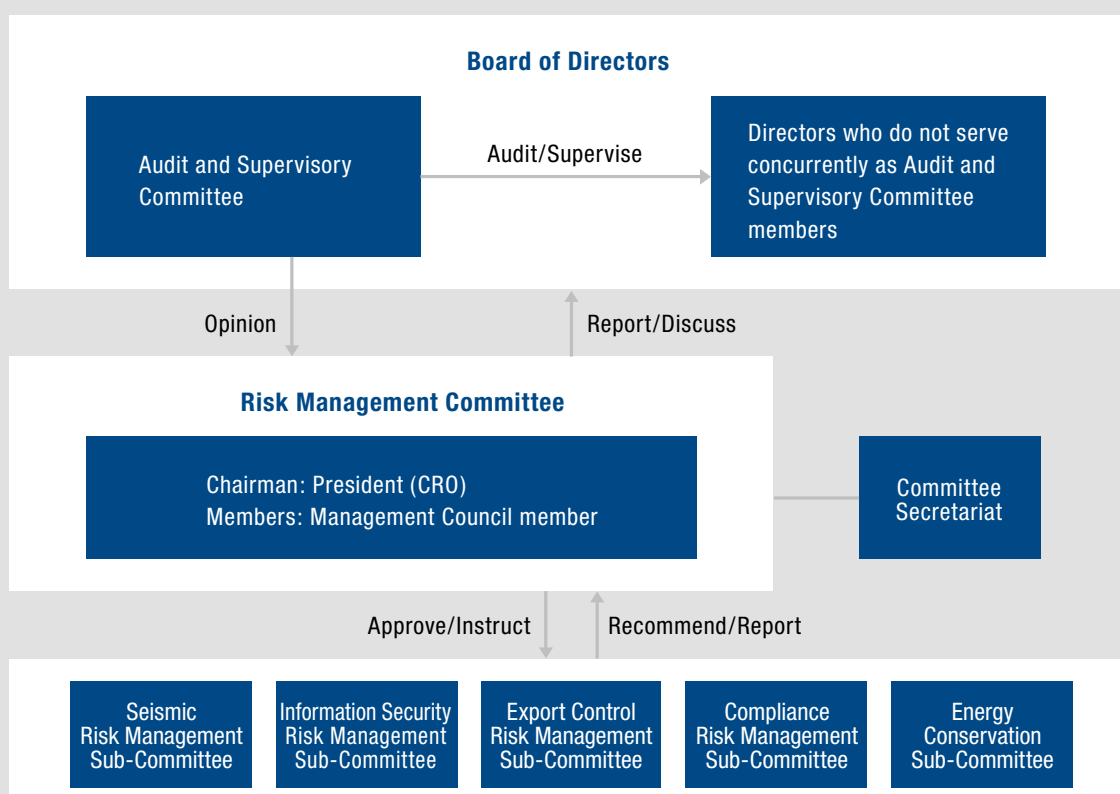 Board of Directors
Audit and Supervisory
Committee
Audit/Supervise
Directors who do not serve
concurrently as Audit and
Supervisory Committee
members
Opinion
Report/Discuss
Risk Management Committee
Chairman: President (CRO)
Members: Management Council member
Committee
Secretariat
Approve/Instruct
Recommend/Report
Seismic
Risk Management
Sub-Committee
Information Security
Risk Management
Sub-Committee
Export Control
Risk Management
Sub-Committee
Compliance
Risk Management
Sub-Committee
Energy
Conservation
Sub-Committee